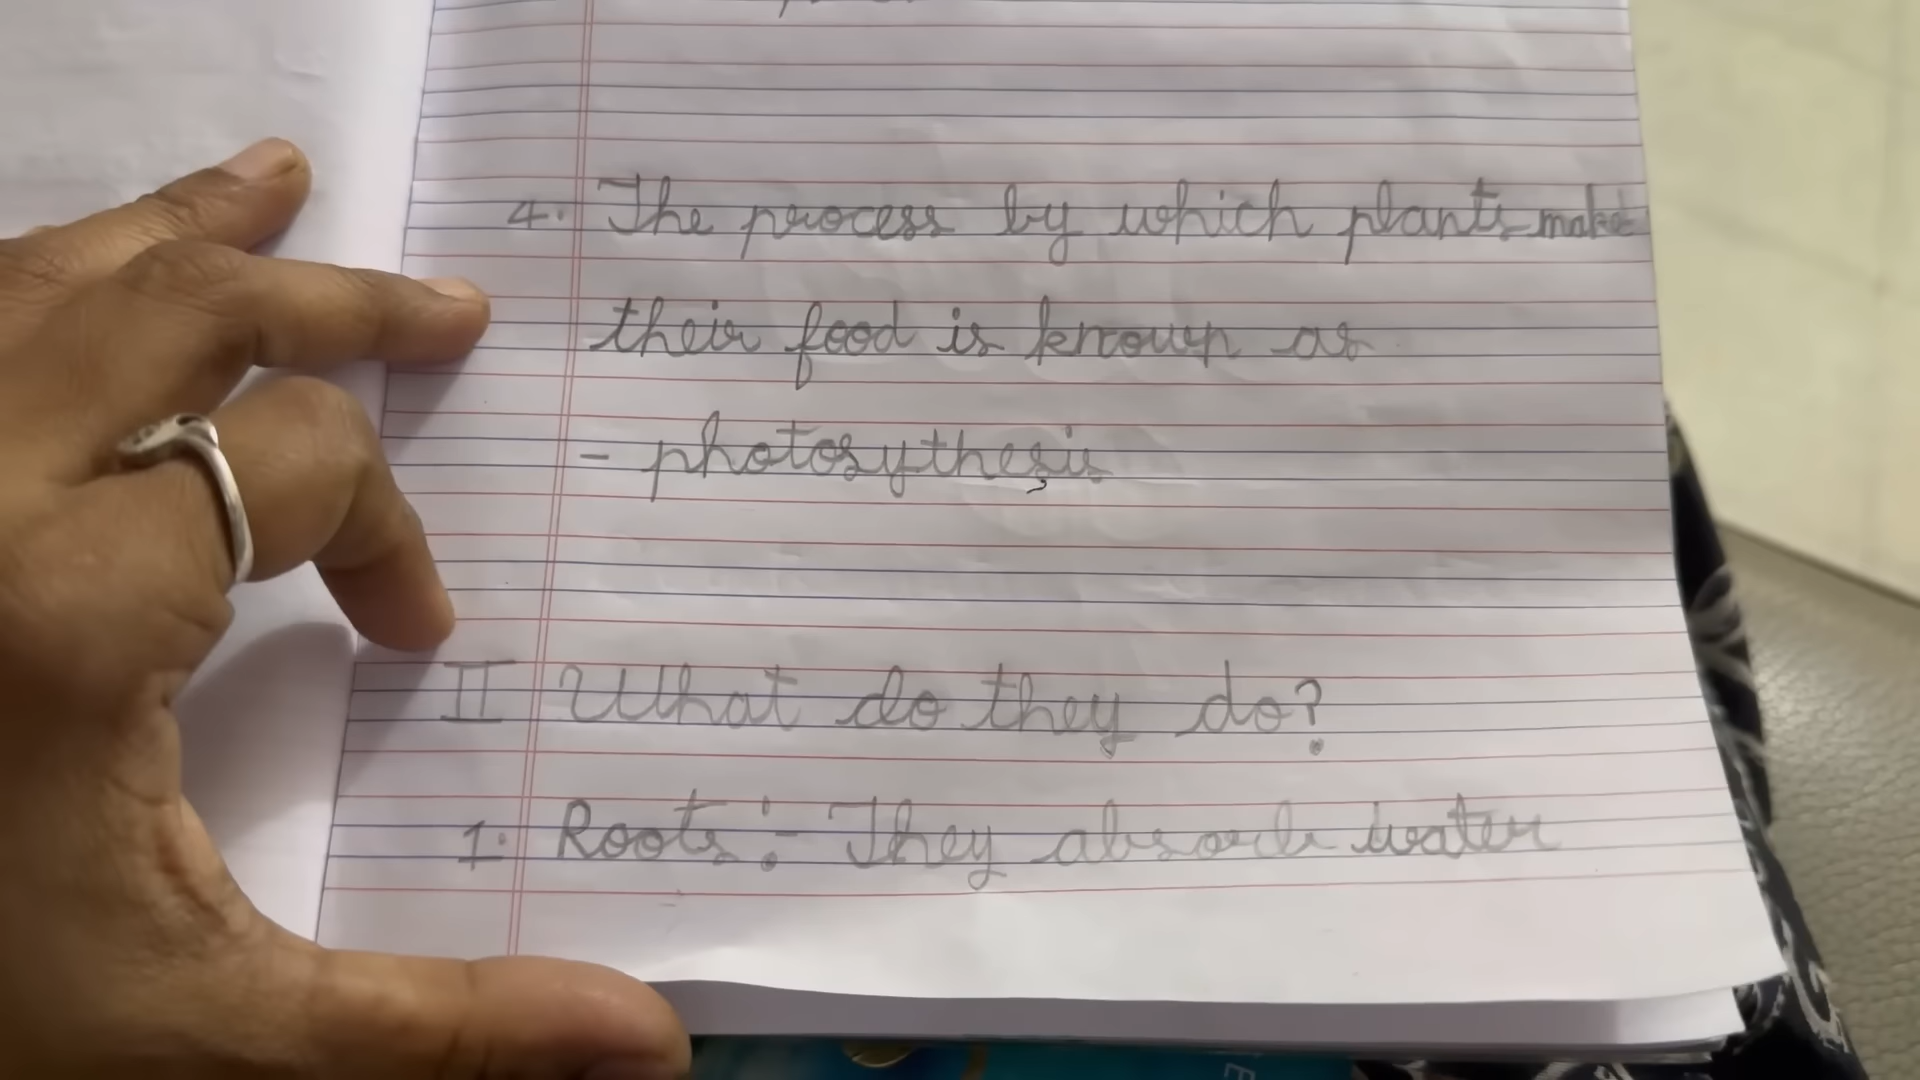 4. The process by which plants make
their food is known as
- photosythesis
II What do they do?
1. Roots :- They absorb water